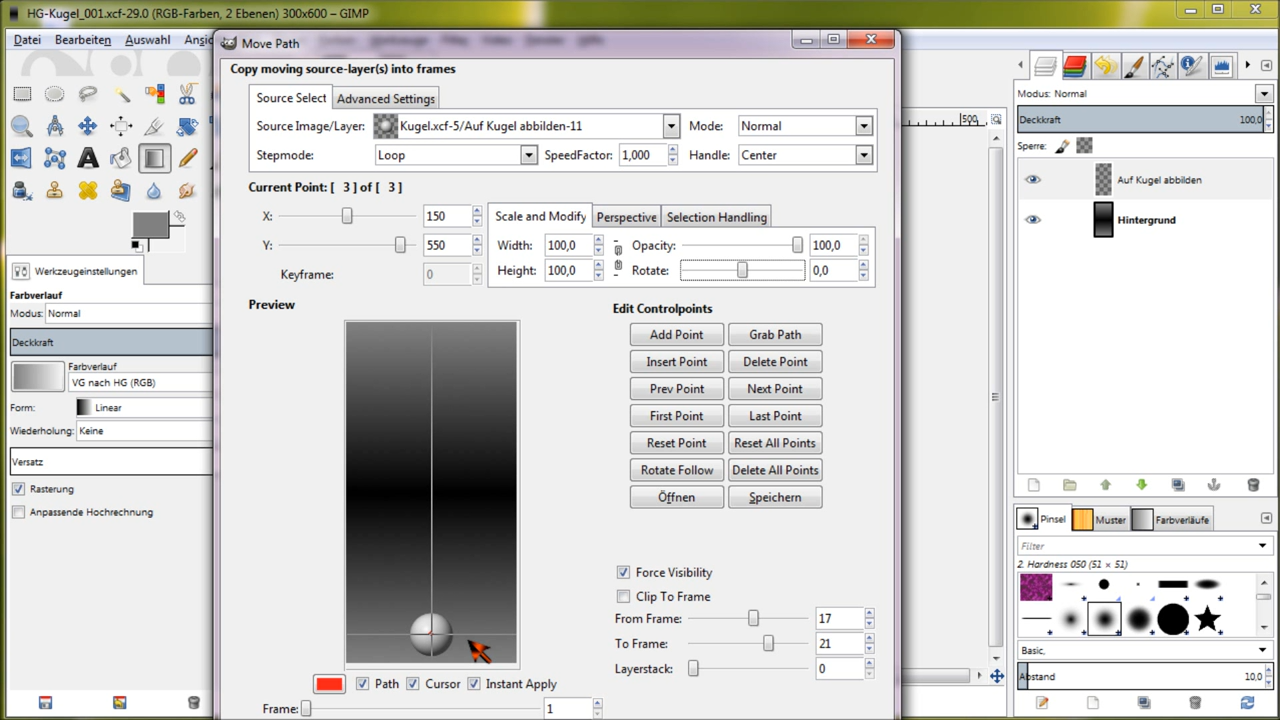 HG-Kugel_001.xcf-29.0 (RGB-Farben, 2 Ebenen) 300x600 – GIMP
Datei Bearbeiten Auswahl Ansi
Move Path
Copy moving source-layer(s) into frames
Source Select Advanced Settings
Source Image/Layer: Kugel.xcf-5/Auf Kugel abbilden-11 Mode: Normal
Stepmode: Loop SpeedFactor: 1,000 Handle: Center
Current Point: [ 3 ] of [ 3 ]
X: 150
Y: 550
Keyframe: 0
Scale and Modify Perspective Selection Handling
Width: 100,0 Opacity: 100,0
Height: 100,0 Rotate: 0,0
Preview
Edit Controlpoints
Add Point Grab Path
Insert Point Delete Point
Prev Point Next Point
First Point Last Point
Reset Point Reset All Points
Rotate Follow Delete All Points
Öffnen Speichern
Force Visibility
Clip To Frame
From Frame: 17
To Frame: 21
Layerstack: 0
Path Cursor Instant Apply
Frame: 1
Werkzeugeinstellungen
Farbverlauf
Modus: Normal
Deckkraft
Farbverlauf
VG nach HG (RGB)
Form: Linear
Wiederholung: Keine
Versatz
Rasterung
Anpassende Hochrechnung
500
Modus: Normal
Deckkraft 100,0
Sperre:
Auf Kugel abbilden
Hintergrund
Pinsel Muster Farbverläufe
Filter
2. Hardness 050 (51 × 51)
Basic,
Abstand 10,0